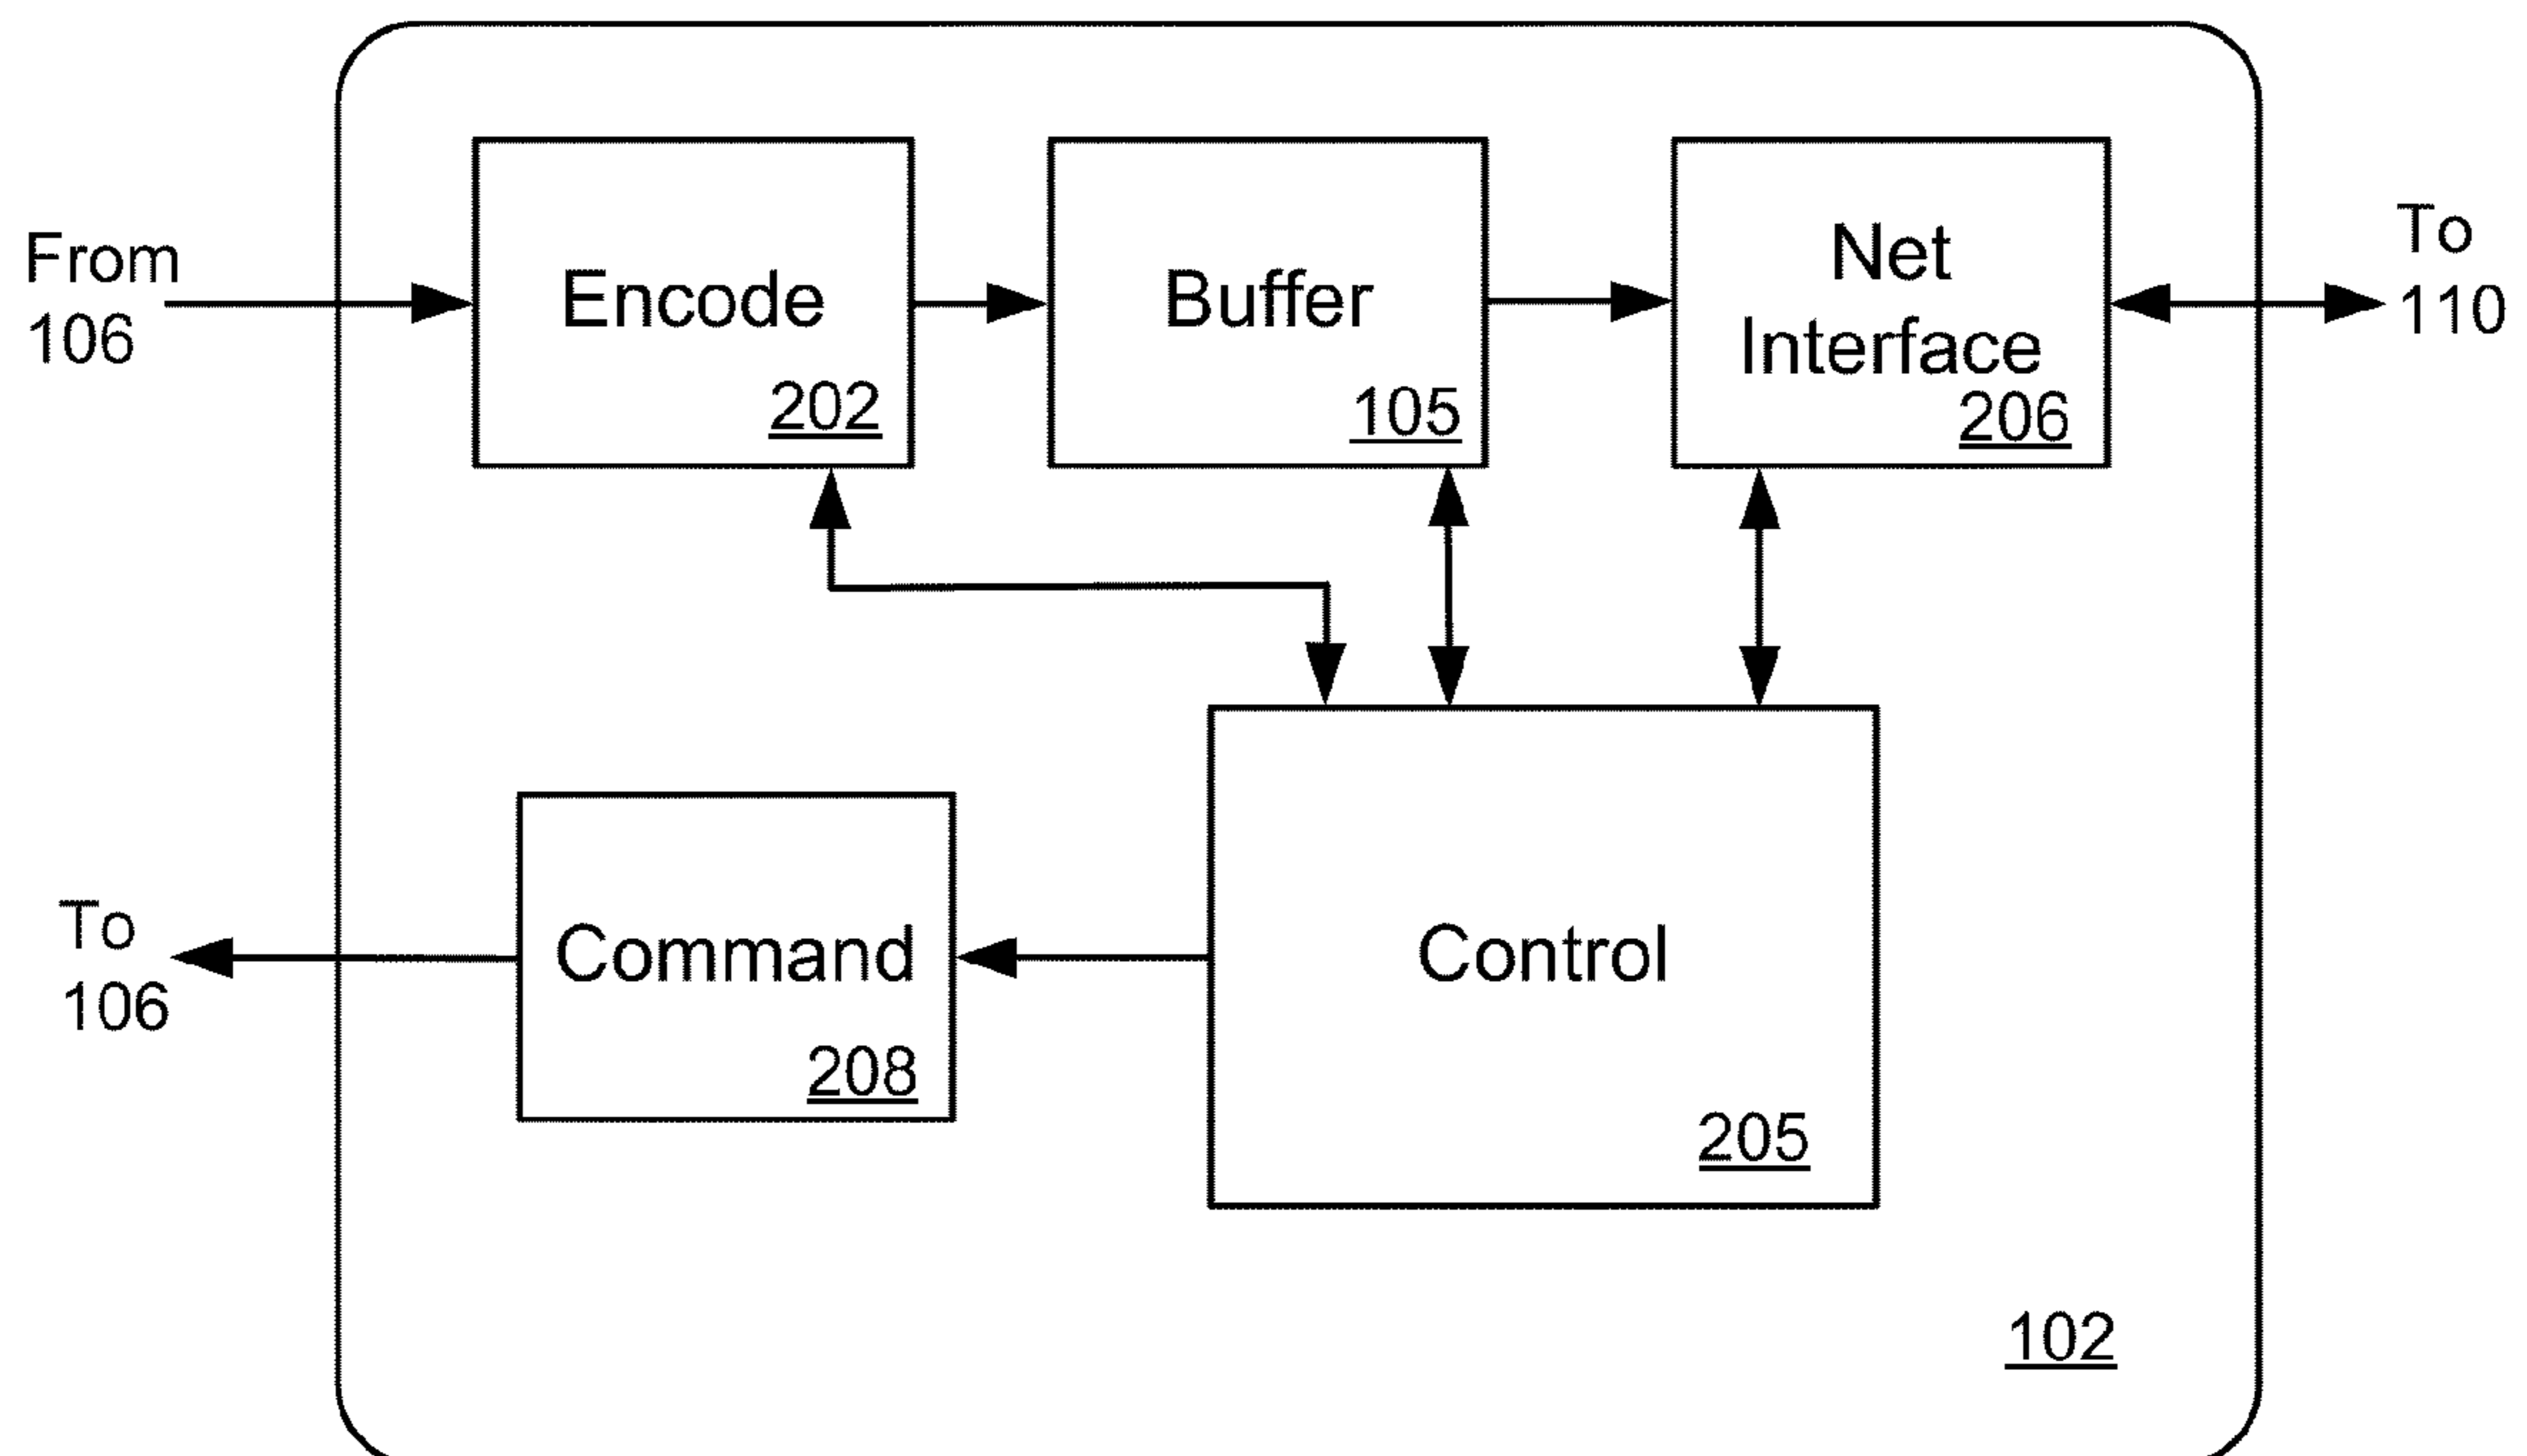 From
106
Encode
202
Buffer
105
Net
Interface
206
To
110
To
106
Command
208
Control
205
102